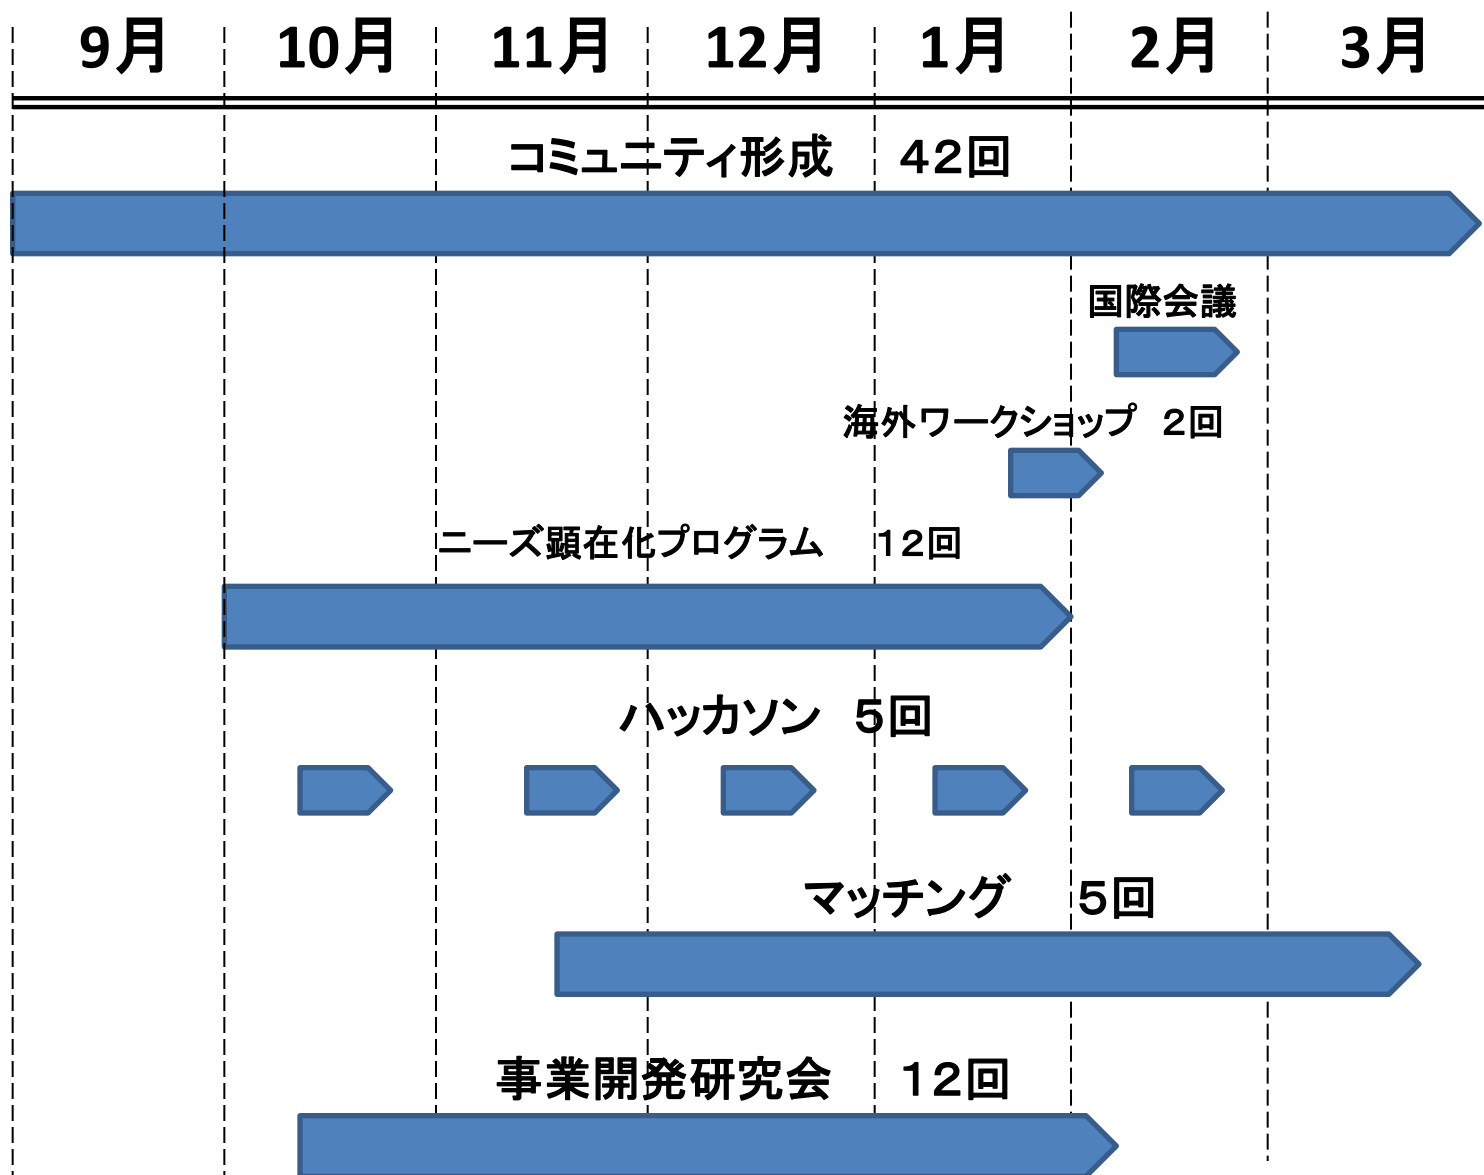 9月 10月 11月 12月 1月 2月 3月
コミュニティ形成　４２回
国際会議
海外ワークショップ　２回
ニーズ顕在化プログラム　１２回
ハッカソン　５回
マッチング　５回
事業開発研究会　１２回